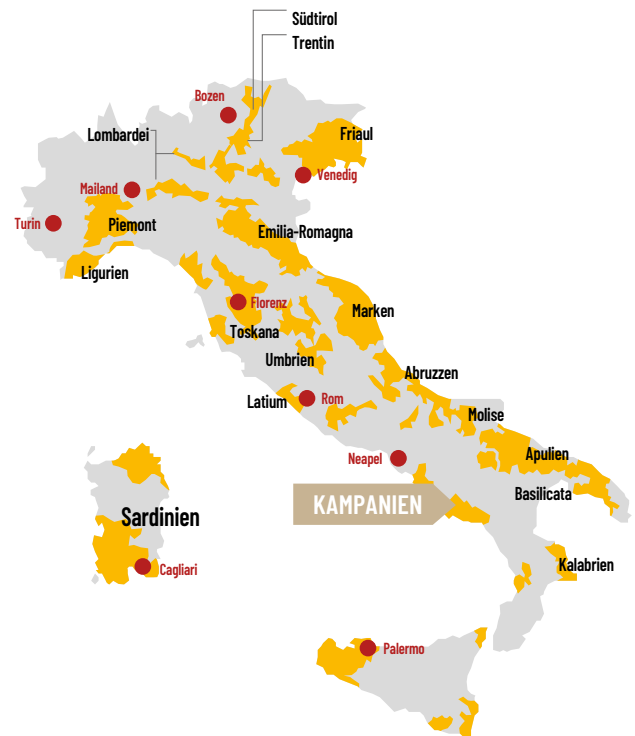 Südtirol
Trentin
Bozen
Lombardei
Friaul
Venedig
Mailand
Turin
Piemont
Emilia-Romagna
Ligurien
Florenz
Marken
Toskana
Umbrien
Abruzzen
Latium
Rom
Molise
Neapel
Apulien
Basilicata
KAMPANIEN
Sardinien
Kalabrien
Cagliari
Palermo